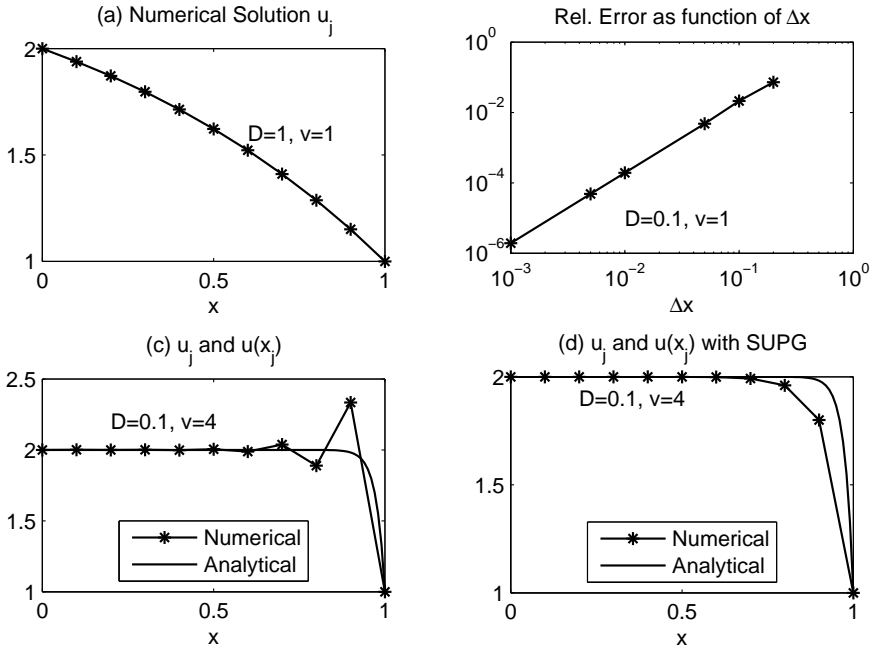 (a) Numerical Solution u_j
2
1.5
1
D=1, v=1
0 0.5 1
x
Rel. Error as function of Δx
10^0
10^-2
10^-4
10^-6
D=0.1, v=1
10^-3 10^-2 10^-1 10^0
Δx
(c) u_j and u(x_j)
2.5
2
1.5
1
D=0.1, v=4
Numerical
Analytical
0 0.5 1
x
(d) u_j and u(x_j) with SUPG
2
1.5
1
D=0.1, v=4
Numerical
Analytical
0 0.5 1
x